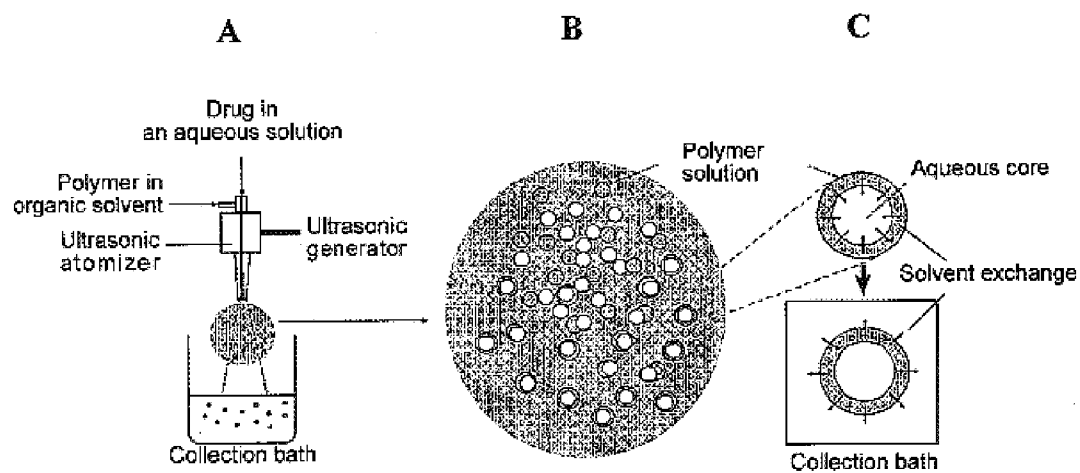 A
B
C
Drug in
an aqueous solution
Polymer in
organic solvent
Ultrasonic
atomizer
Ultrasonic
generator
Collection bath
Polymer
solution
Aqueous core
Solvent exchange
Collection bath